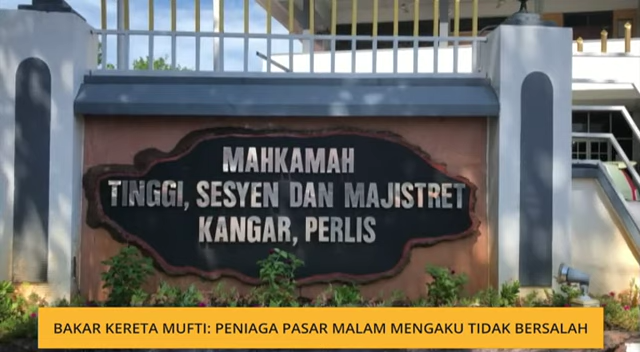 MAHKAMAH
TINGGI, SESYEN DAN MAJISTRET
KANGAR, PERLIS
BAKAR KERETA MUFTI: PENIAGA PASAR MALAM MENGAKU TIDAK BERSALAH